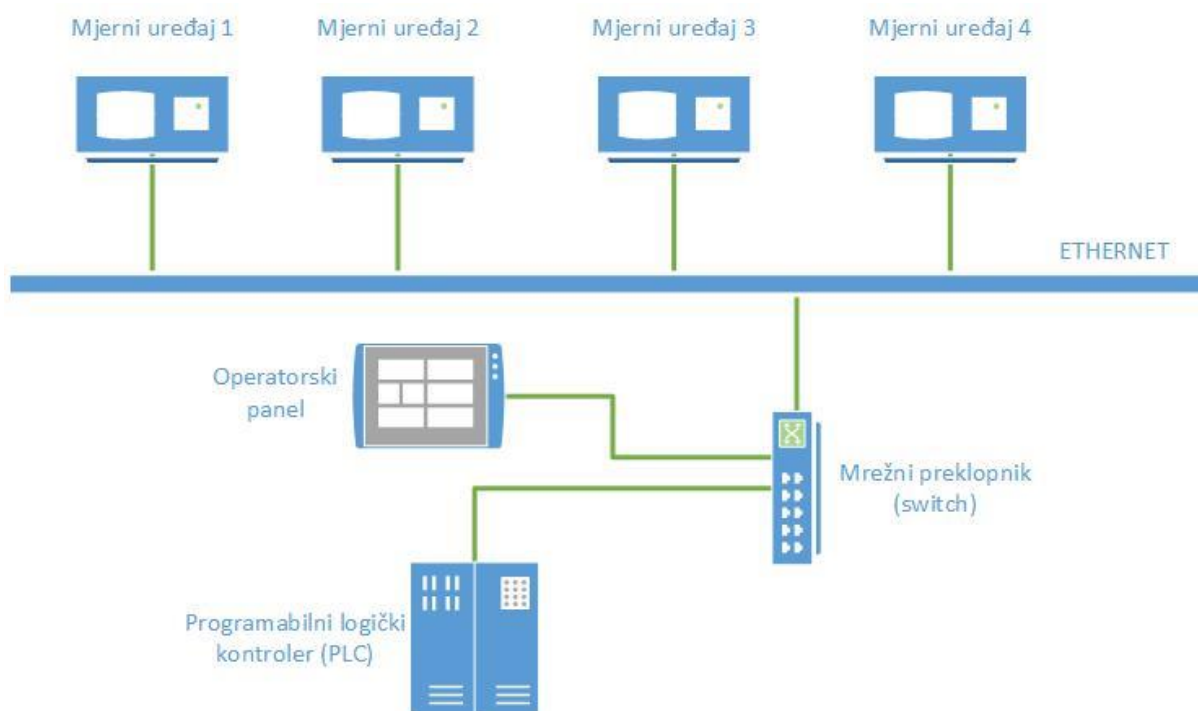 Mjerni uređaj 1
Mjerni uređaj 2
Mjerni uređaj 3
Mjerni uređaj 4
ETHERNET
Operatorski
panel
Mrežni preklopnik
(switch)
Programabilni logički
kontroler (PLC)